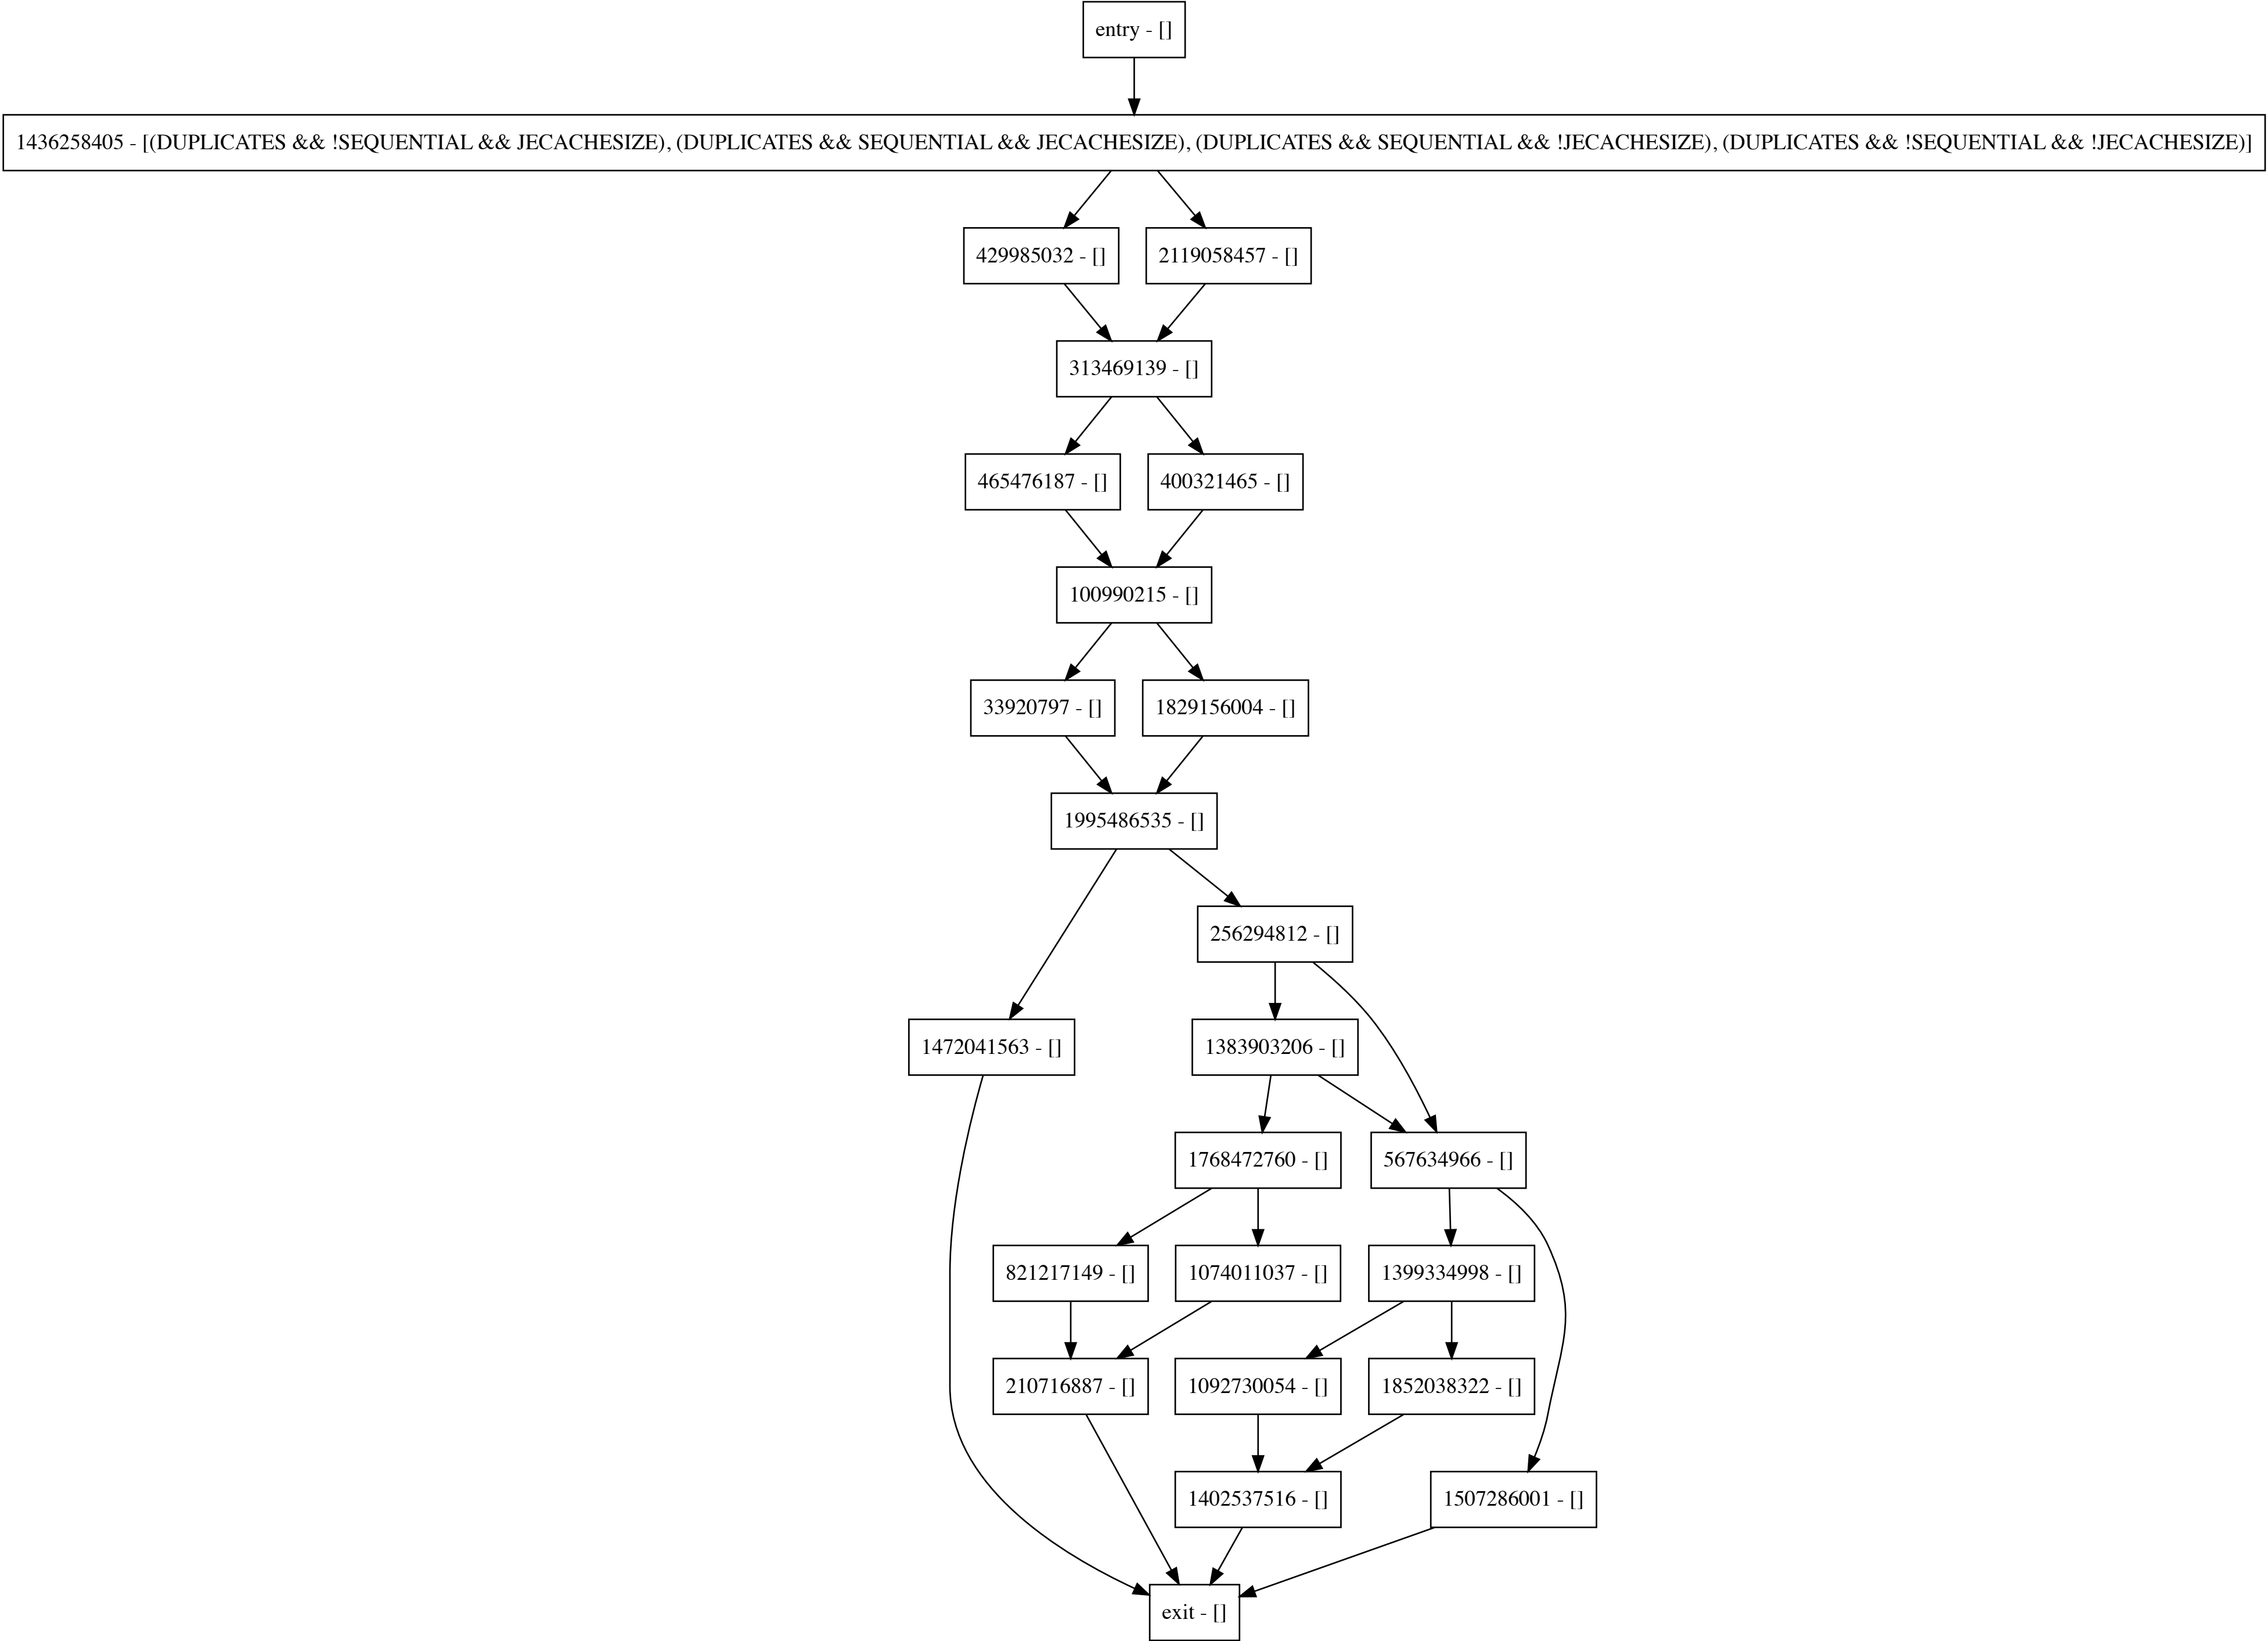 entry - []
1436258405 - [(DUPLICATES && !SEQUENTIAL && JECACHESIZE), (DUPLICATES && SEQUENTIAL && JECACHESIZE), (DUPLICATES && SEQUENTIAL && !JECACHESIZE), (DUPLICATES && !SEQUENTIAL && !JECACHESIZE)]
429985032 - []
2119058457 - []
313469139 - []
465476187 - []
400321465 - []
100990215 - []
33920797 - []
1829156004 - []
1995486535 - []
256294812 - []
1472041563 - []
1383903206 - []
1768472760 - []
567634966 - []
821217149 - []
1074011037 - []
1399334998 - []
210716887 - []
1092730054 - []
1852038322 - []
1402537516 - []
1507286001 - []
exit - []